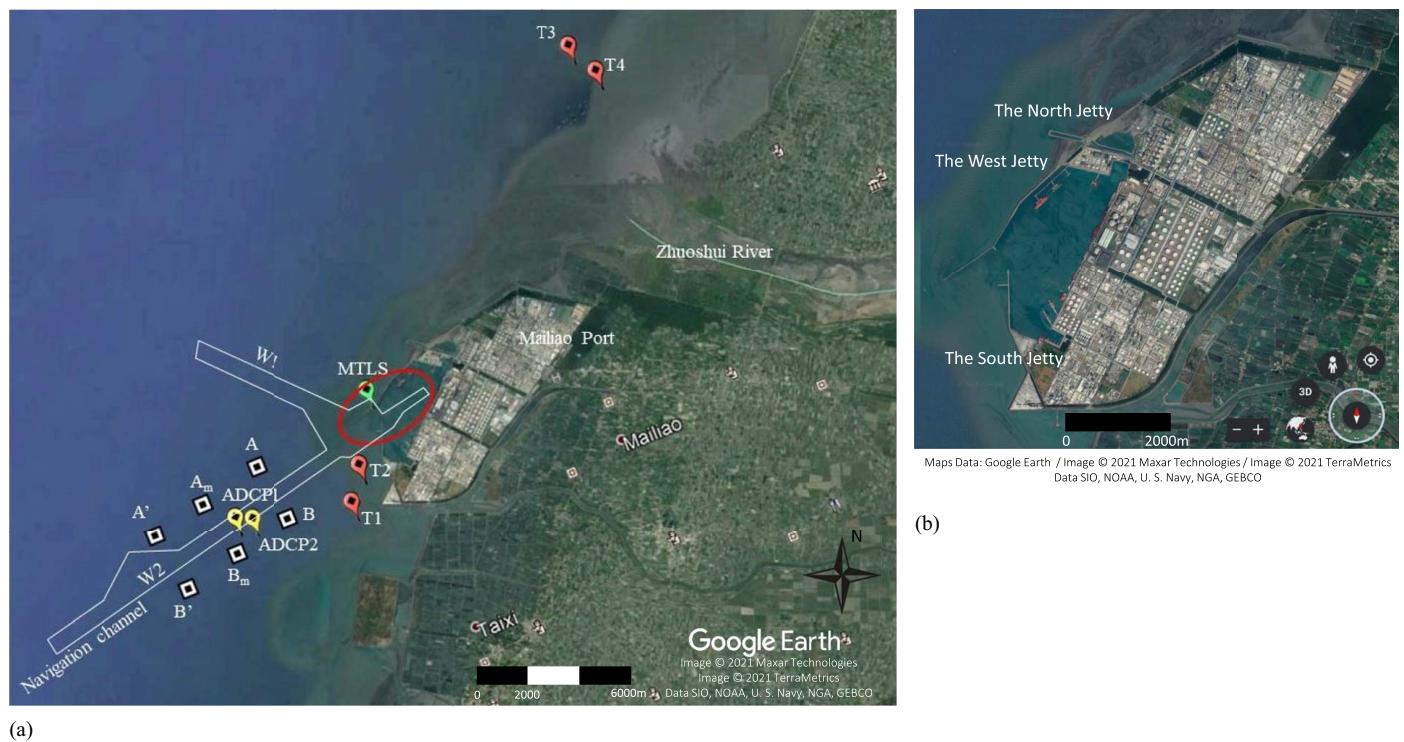 T3
T4
Zhuoshui River
Mailiao Port
W!
MTLS
Mailiao
A
T2
Am
ADCP1
A’
B
T1
ADCP2
N
Bm
W2
B’
Navigation channel
Taixi
Google Earth
Image © 2021 Maxar Technologies
Image © 2021 TerraMetrics
Data SIO, NOAA, U. S. Navy, NGA, GEBCO
0 2000 6000m
(a)
The North Jetty
The West Jetty
The South Jetty
3D
0 2000m
Maps Data: Google Earth / Image © 2021 Maxar Technologies / Image © 2021 TerraMetrics
Data SIO, NOAA, U. S. Navy, NGA, GEBCO
(b)